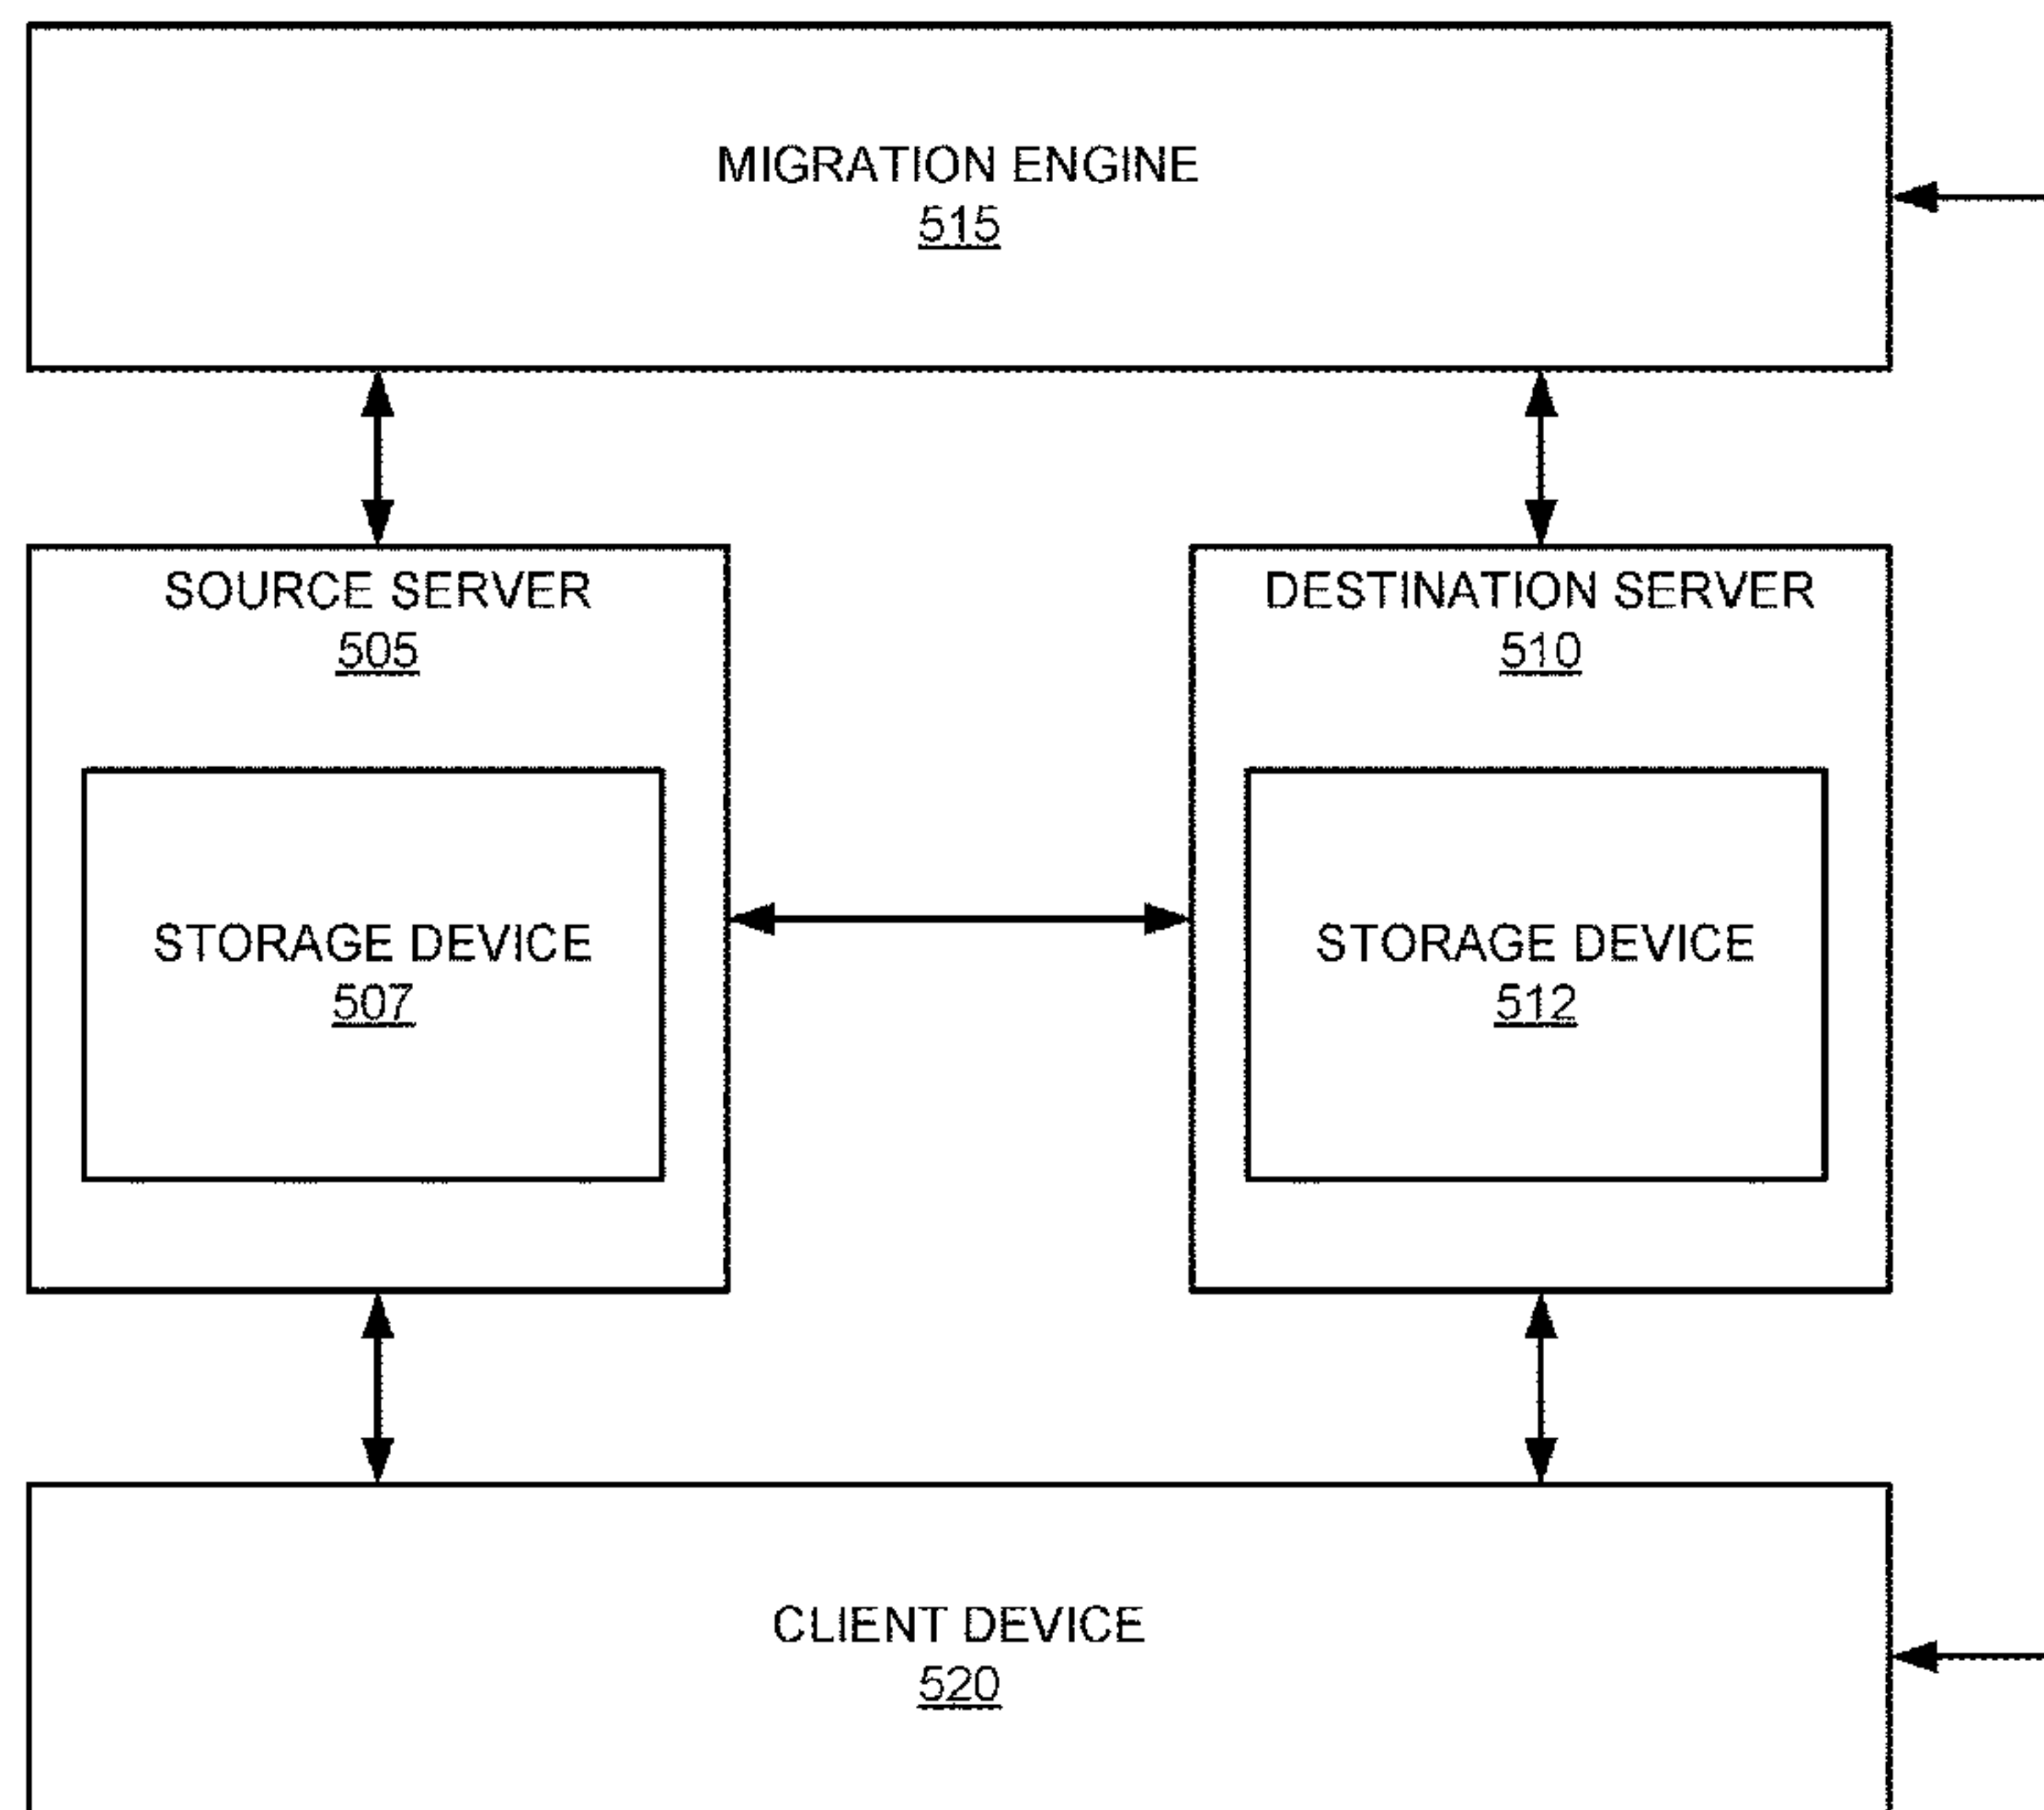 MIGRATION ENGINE
515
SOURCE SERVER
505
DESTINATION SERVER
510
STORAGE DEVICE
507
STORAGE DEVICE
512
CLIENT DEVICE
520